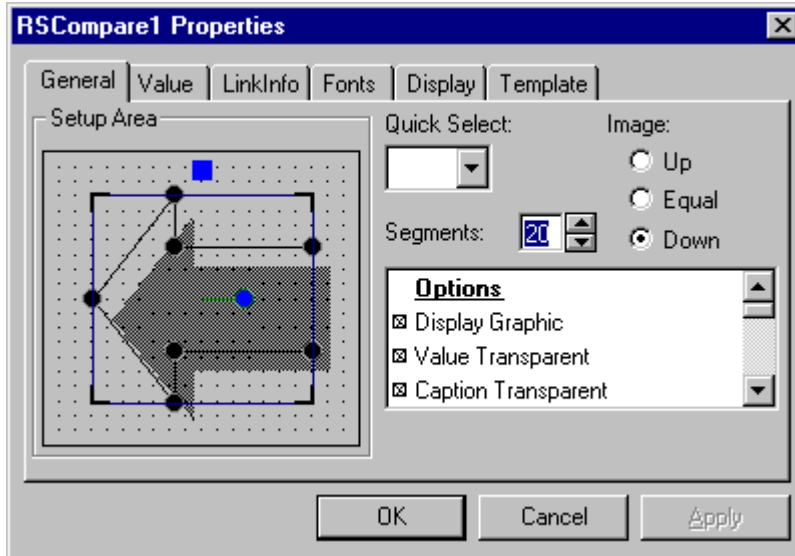 RSCompare1 Properties
General Value LinkInfo Fonts Display Template
Setup Area
Quick Select:
Image:
Up
Equal
Down
Segments: 20
Options
Display Graphic
Value Transparent
Caption Transparent
OK Cancel Apply